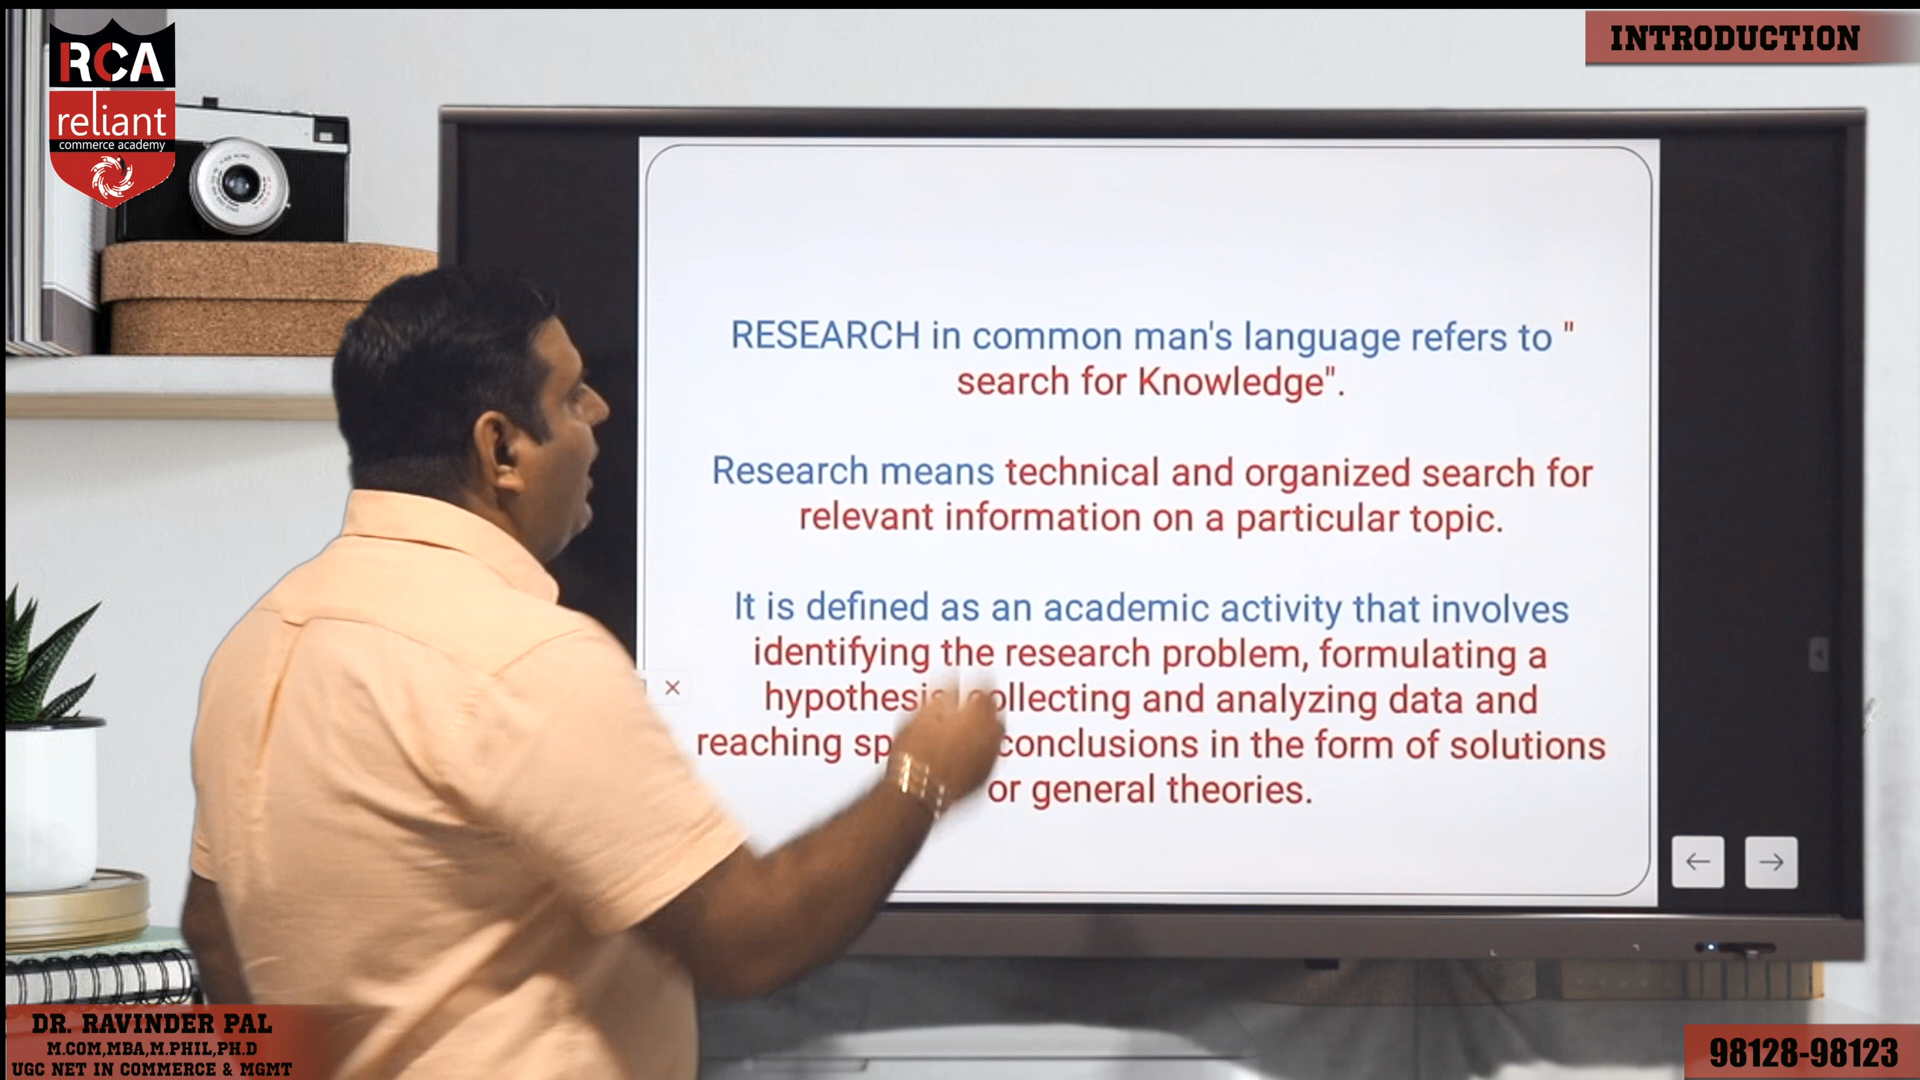 RCA
reliant
commerce academy
INTRODUCTION
RESEARCH in common man's language refers to "
search for Knowledge".
Research means technical and organized search for
relevant information on a particular topic.
It is defined as an academic activity that involves
identifying the research problem, formulating a
collecting and analyzing data and
reaching conclusions in the form of solutions
or general theories.
DR. RAVINDER PAL
M.COM,MBA,M.PHIL,PH.D
UGC NET IN COMMERCE & MGMT
98128-98123